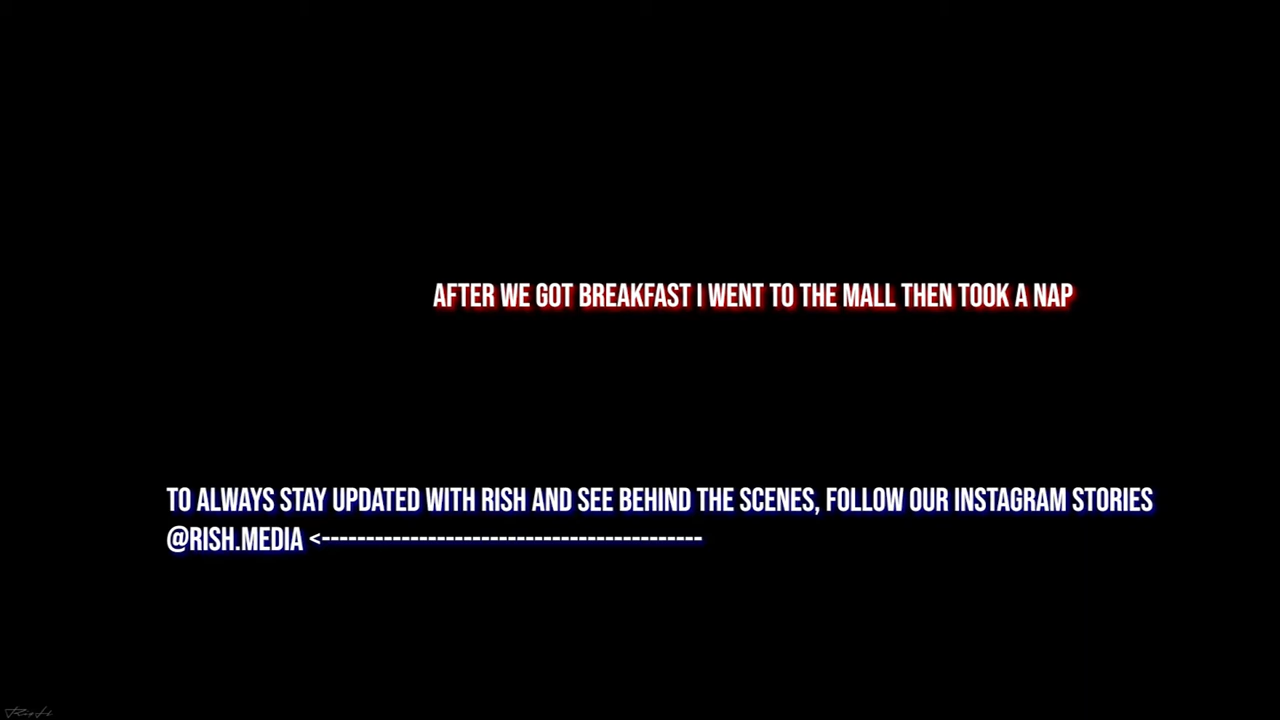 AFTER WE GOT BREAKFAST I WENT TO THE MALL THEN TOOK A NAP
TO ALWAYS STAY UPDATED WITH RISH AND SEE BEHIND THE SCENES, FOLLOW OUR INSTAGRAM STORIES
@RISH.MEDIA <-------------------------------------------